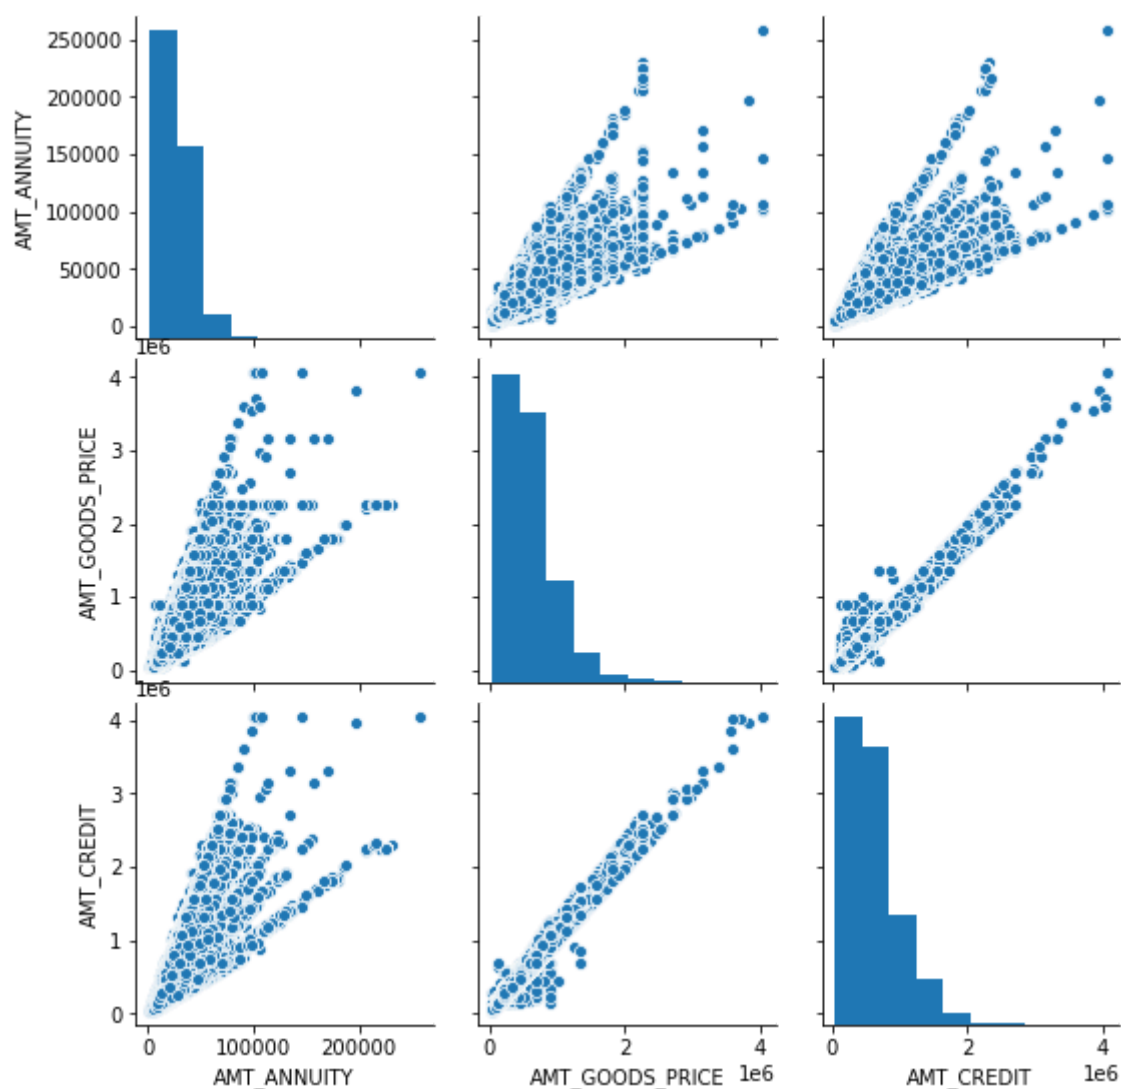 250000
200000
150000
100000
50000
0
AMT_ANNUITY
1e6
4
3
2
1
0
AMT_GOODS_PRICE
1e6
4
3
2
1
0
AMT_CREDIT
0 100000 200000
AMT_ANNUITY
0 2 4
AMT_GOODS_PRICE 1e6
0 2 4
AMT_CREDIT 1e6